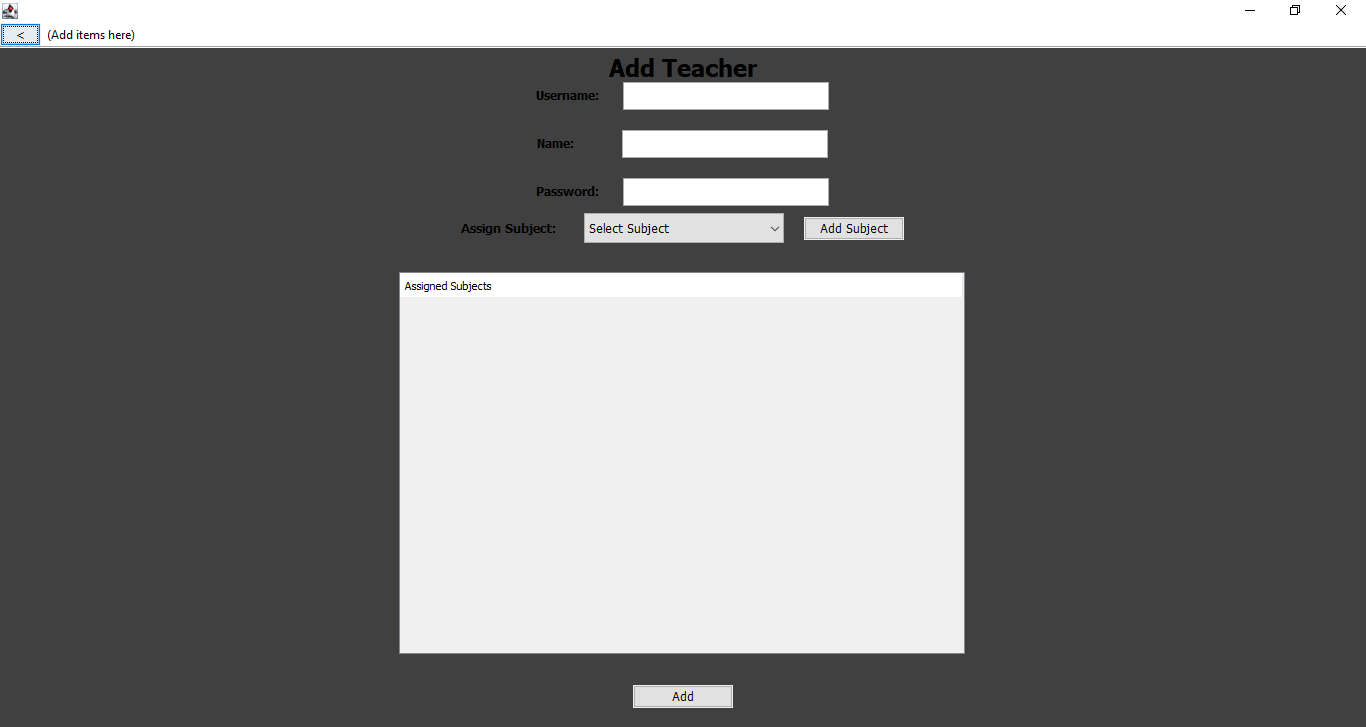 < (Add items here)
Add Teacher
Username:
Name:
Password:
Assign Subject: Select Subject Add Subject
Assigned Subjects
Add